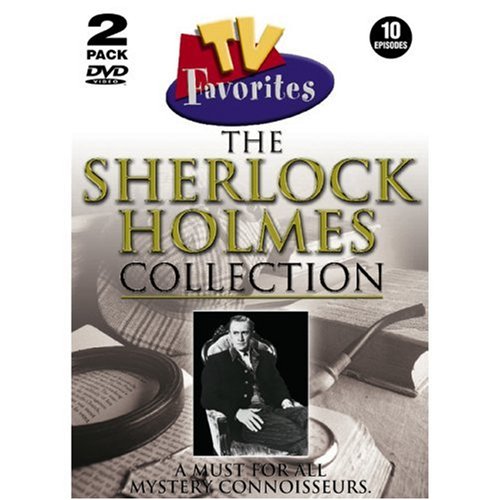 2
PACK
DVD
VIDEO
10
EPISODES
TV
Favorites
THE
SHERLOCK
HOLMES
COLLECTION
A MUST FOR ALL
MYSTERY CONNOISSEURS.